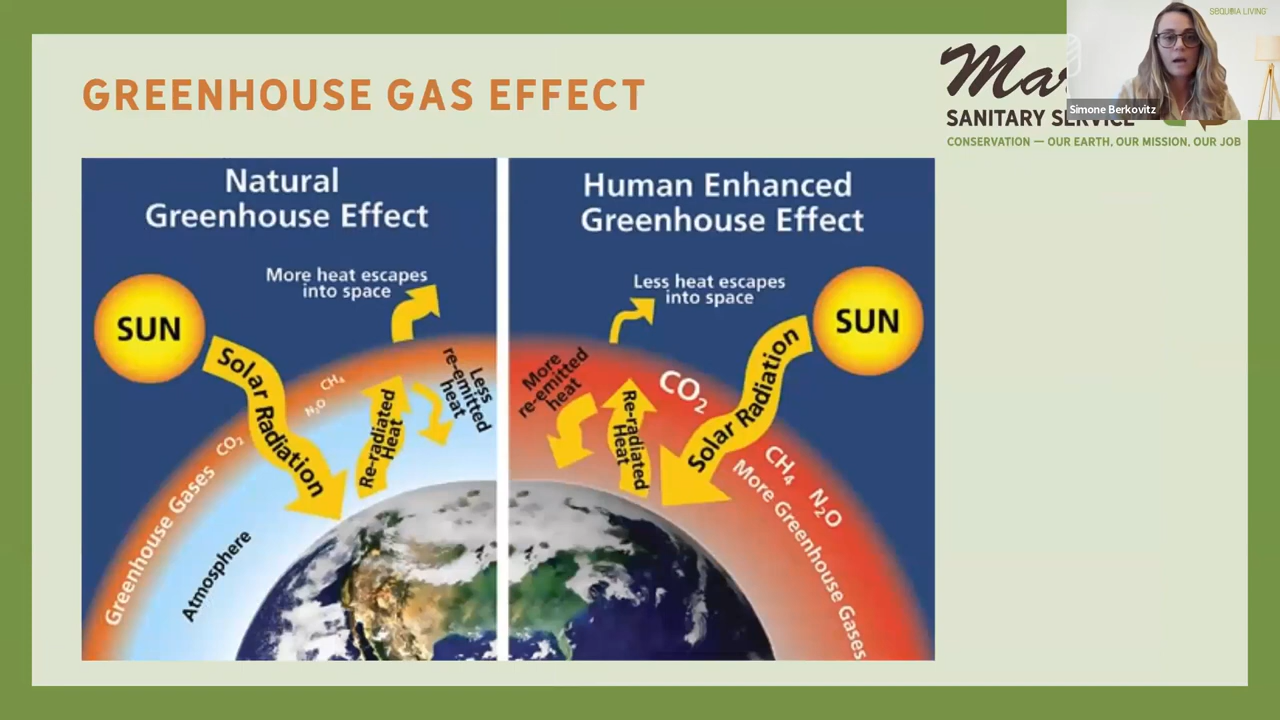 SEQUOIA LIVING
Simone Berkovitz
GREENHOUSE GAS EFFECT
SANITARY SERVICE
CONSERVATION — OUR EARTH, OUR MISSION, OUR JOB
Natural
Greenhouse Effect
More heat escapes
into space
SUN
Solar Radiation
Re-radiated
Heat
Less
re-emitted
heat
CH₄
N₂O
CO₂
Greenhouse Gases
Atmosphere
Human Enhanced
Greenhouse Effect
Less heat escapes
into space
SUN
Solar Radiation
More
re-emitted
heat
Re-radiated
Heat
CO₂
CH₄
N₂O
More Greenhouse Gases